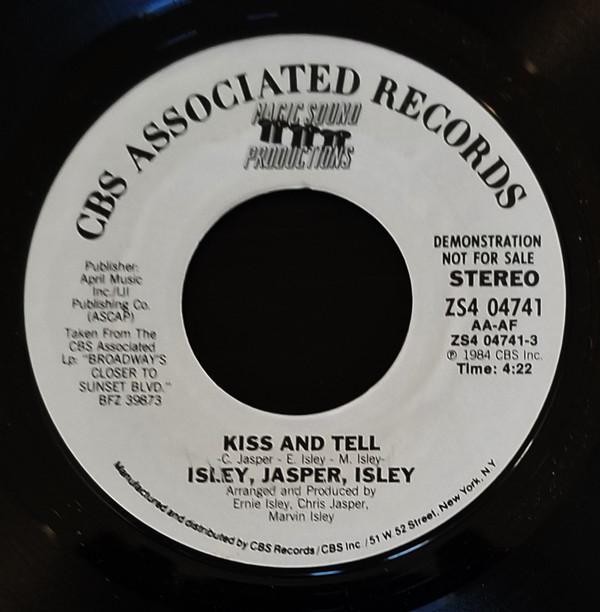 CBS ASSOCIATED RECORDS
MAGIC SOUND
PRODUCTIONS
Publisher:
April Music
Inc./IJI
Publishing Co.
(ASCAP)
Taken From The
CBS Associated
Lp: "BROADWAY'S
CLOSER TO
SUNSET BLVD."
BFZ 39873
DEMONSTRATION
NOT FOR SALE
STEREO
ZS4 04741
AA-AF
ZS4 04741-3
℗ 1984 CBS Inc.
Time: 4:22
KISS AND TELL
-C. Jasper - E. Isley - M. Isley-
ISLEY, JASPER, ISLEY
Arranged and Produced by
Ernie Isley, Chris Jasper,
Marvin Isley
Manufactured and distributed by CBS Records/CBS Inc./51 W. 52 Street, New York, N.Y.